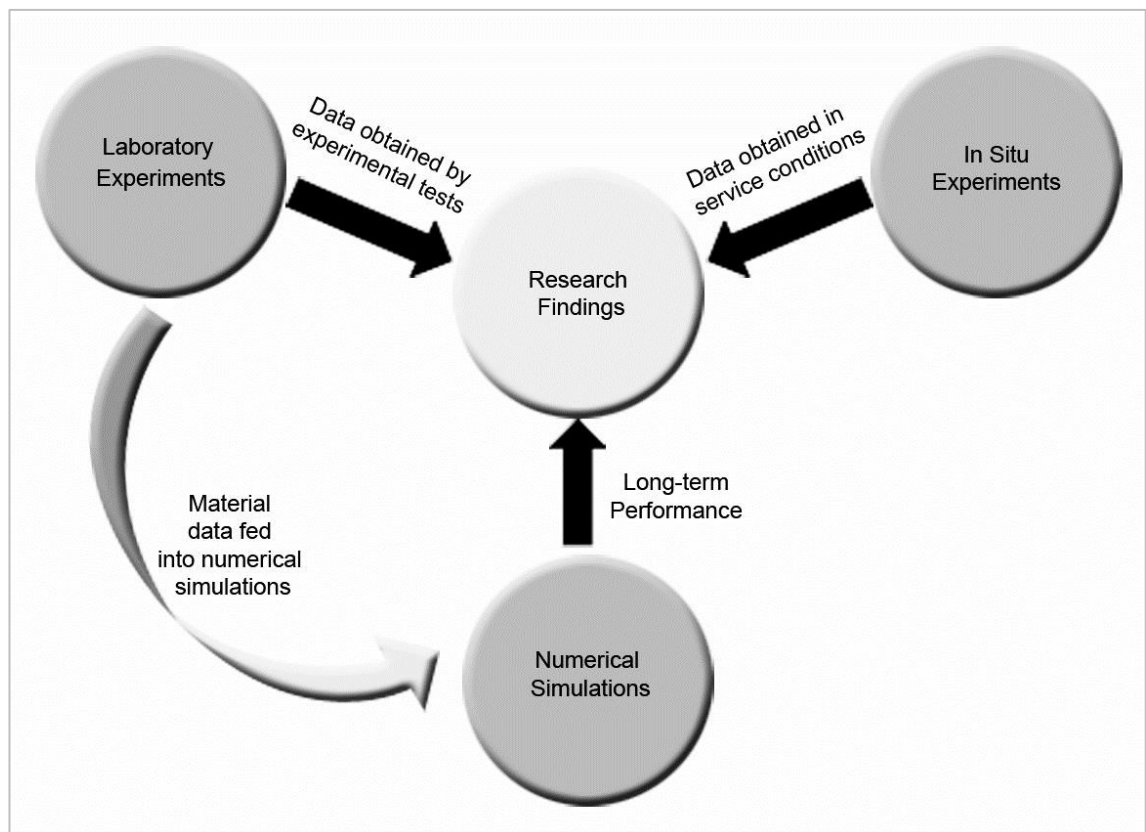 Laboratory
Experiments
Data obtained by
experimental tests
Data obtained in
service conditions
In Situ
Experiments
Research
Findings
Material
data fed
into numerical
simulations
Long-term
Performance
Numerical
Simulations